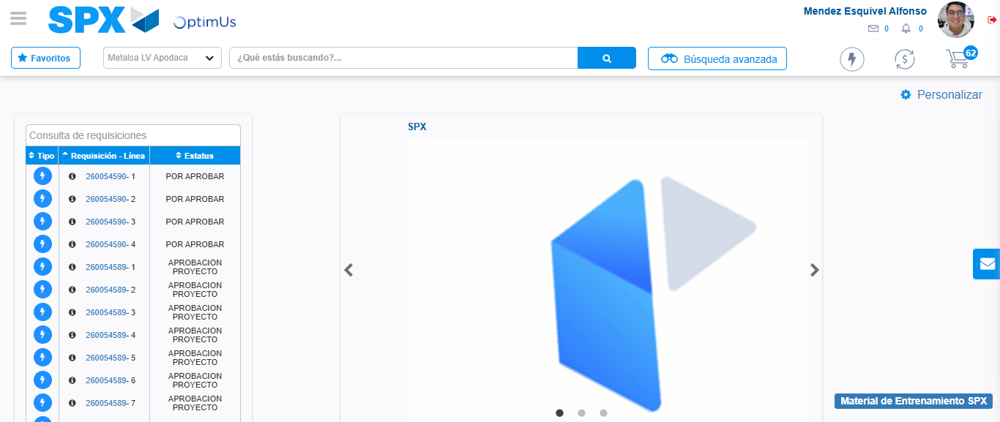 SPX
OptimUs
Mendez Esquivel Alfonso
0 0
Favoritos
Metalsa LV Apodaca
¿Qué estás buscando?...
Búsqueda avanzada
$
62
Personalizar
Consulta de requisiciones
Tipo Requisición - Línea Estatus
260054590- 1 POR APROBAR
260054590- 2 POR APROBAR
260054590- 3 POR APROBAR
260054590- 4 POR APROBAR
260054589- 1 APROBACION
PROYECTO
260054589- 2 APROBACION
PROYECTO
260054589- 3 APROBACION
PROYECTO
260054589- 4 APROBACION
PROYECTO
260054589- 5 APROBACION
PROYECTO
260054589- 6 APROBACION
PROYECTO
260054589- 7 APROBACION
PROYECTO
SPX
Material de Entrenamiento SPX